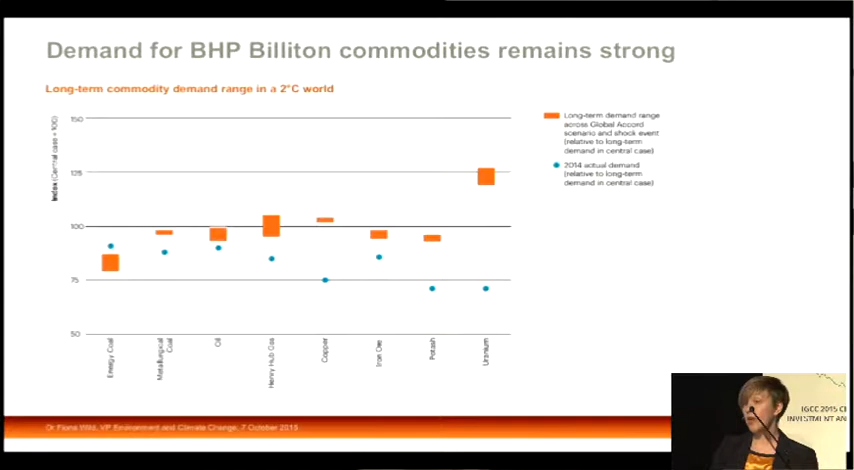 Demand for BHP Billiton commodities remains strong
Long-term commodity demand range in a 2°C world
Index (Central case = 100)
150
125
100
75
50
Energy Coal
Metallurgical
Coal
Oil
Henry Hub Gas
Copper
Iron Ore
Potash
Uranium
Long-term demand range
across Global Accord
scenario and shock event
(relative to long-term
demand in central case)
2014 actual demand
(relative to long-term
demand in central case)
Dr Fiona Wild, VP Environment and Climate Change, 7 October 2015
IGCC 2015 C
INVESTMENT AN